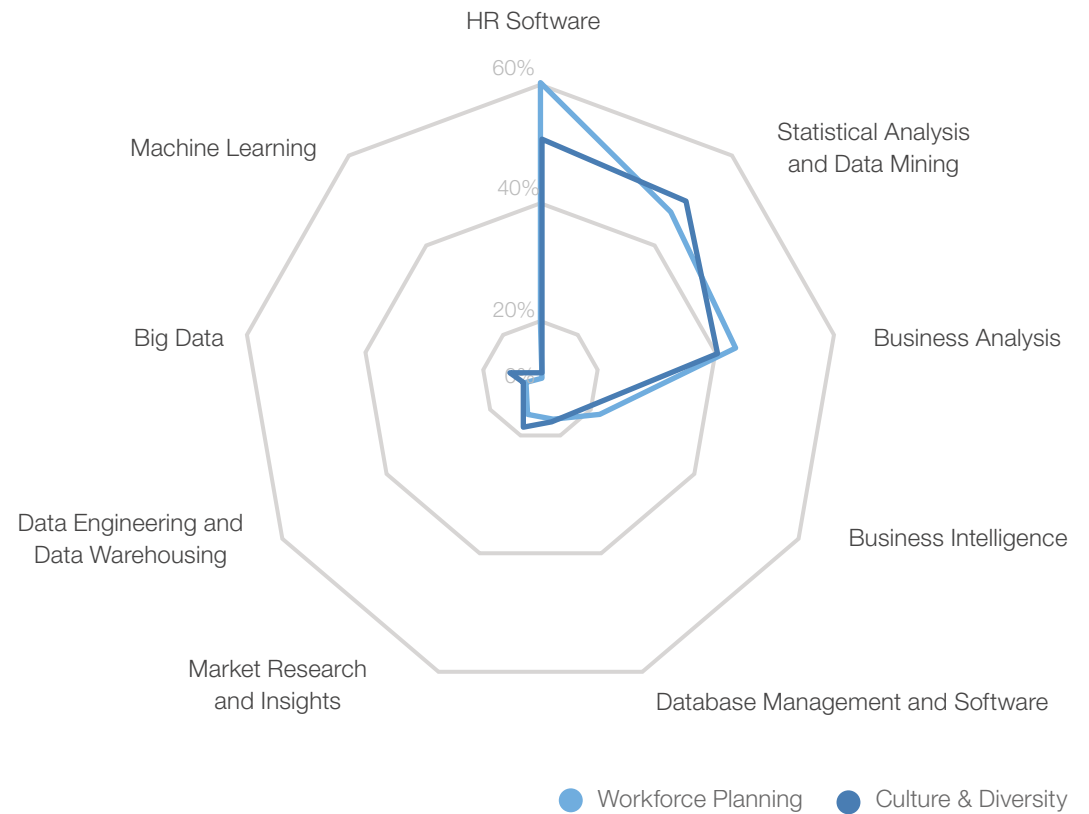 HR Software
60%
Machine Learning
Statistical Analysis
and Data Mining
40%
20%
Big Data
Business Analysis
0%
Data Engineering and
Data Warehousing
Business Intelligence
Market Research
and Insights
Database Management and Software
Workforce Planning
Culture & Diversity